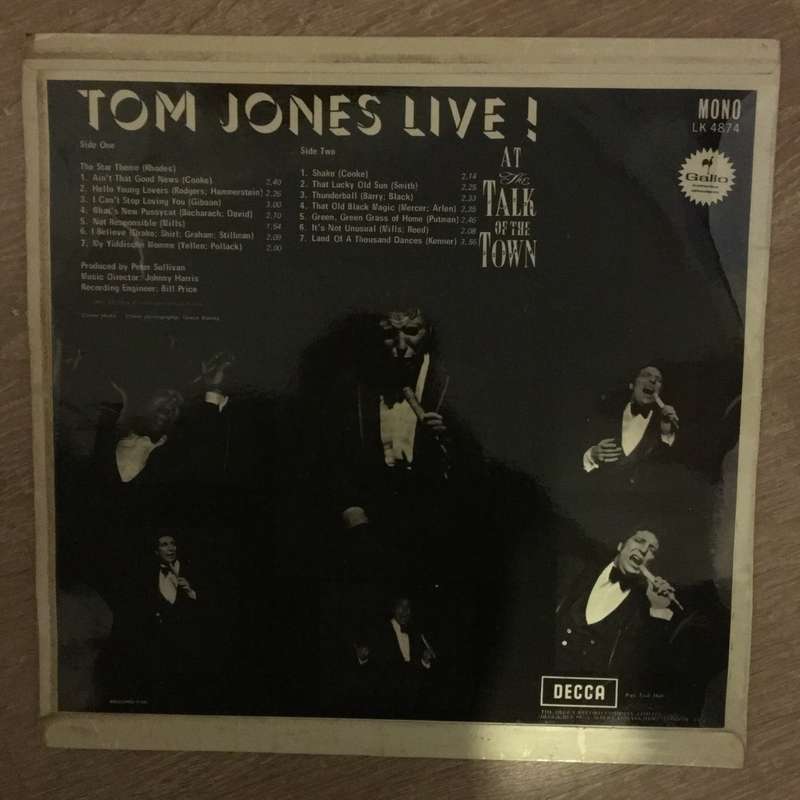 TOM JONES LIVE!
AT
The
TALK
OF THE
TOWN
MONO
LK 4874
Gallo
Side One
The Star Theme (Rhodes)
1. Ain't That Good News (Cooke) 2,40
2. Hello Young Lovers (Rodgers; Hammerstein) 2,26
3. I Can't Stop Loving You (Gibson) 3,00
4. What's New Pussycat (Bacharach; David) 2,10
5. Not Responsible (Mills) 1,54
6. I Believe (Drake; Shirl; Graham; Stillman) 2,09
7. My Yiddische Momme (Yellen; Pollack) 2,00
Produced by Peter Sullivan
Music Director: Johnny Harris
Recording Engineer: Bill Price
Side Two
1. Shake (Cooke) 2,14
2. That Lucky Old Sun (Smith) 2,25
3. Thunderball (Barry; Black) 2,33
4. That Old Black Magic (Mercer; Arlen) 2,35
5. Green, Green Grass of Home (Putman) 2,46
6. It's Not Unusual (Mills; Reed) 2,08
7. Land Of A Thousand Dances (Kenner)
DECCA